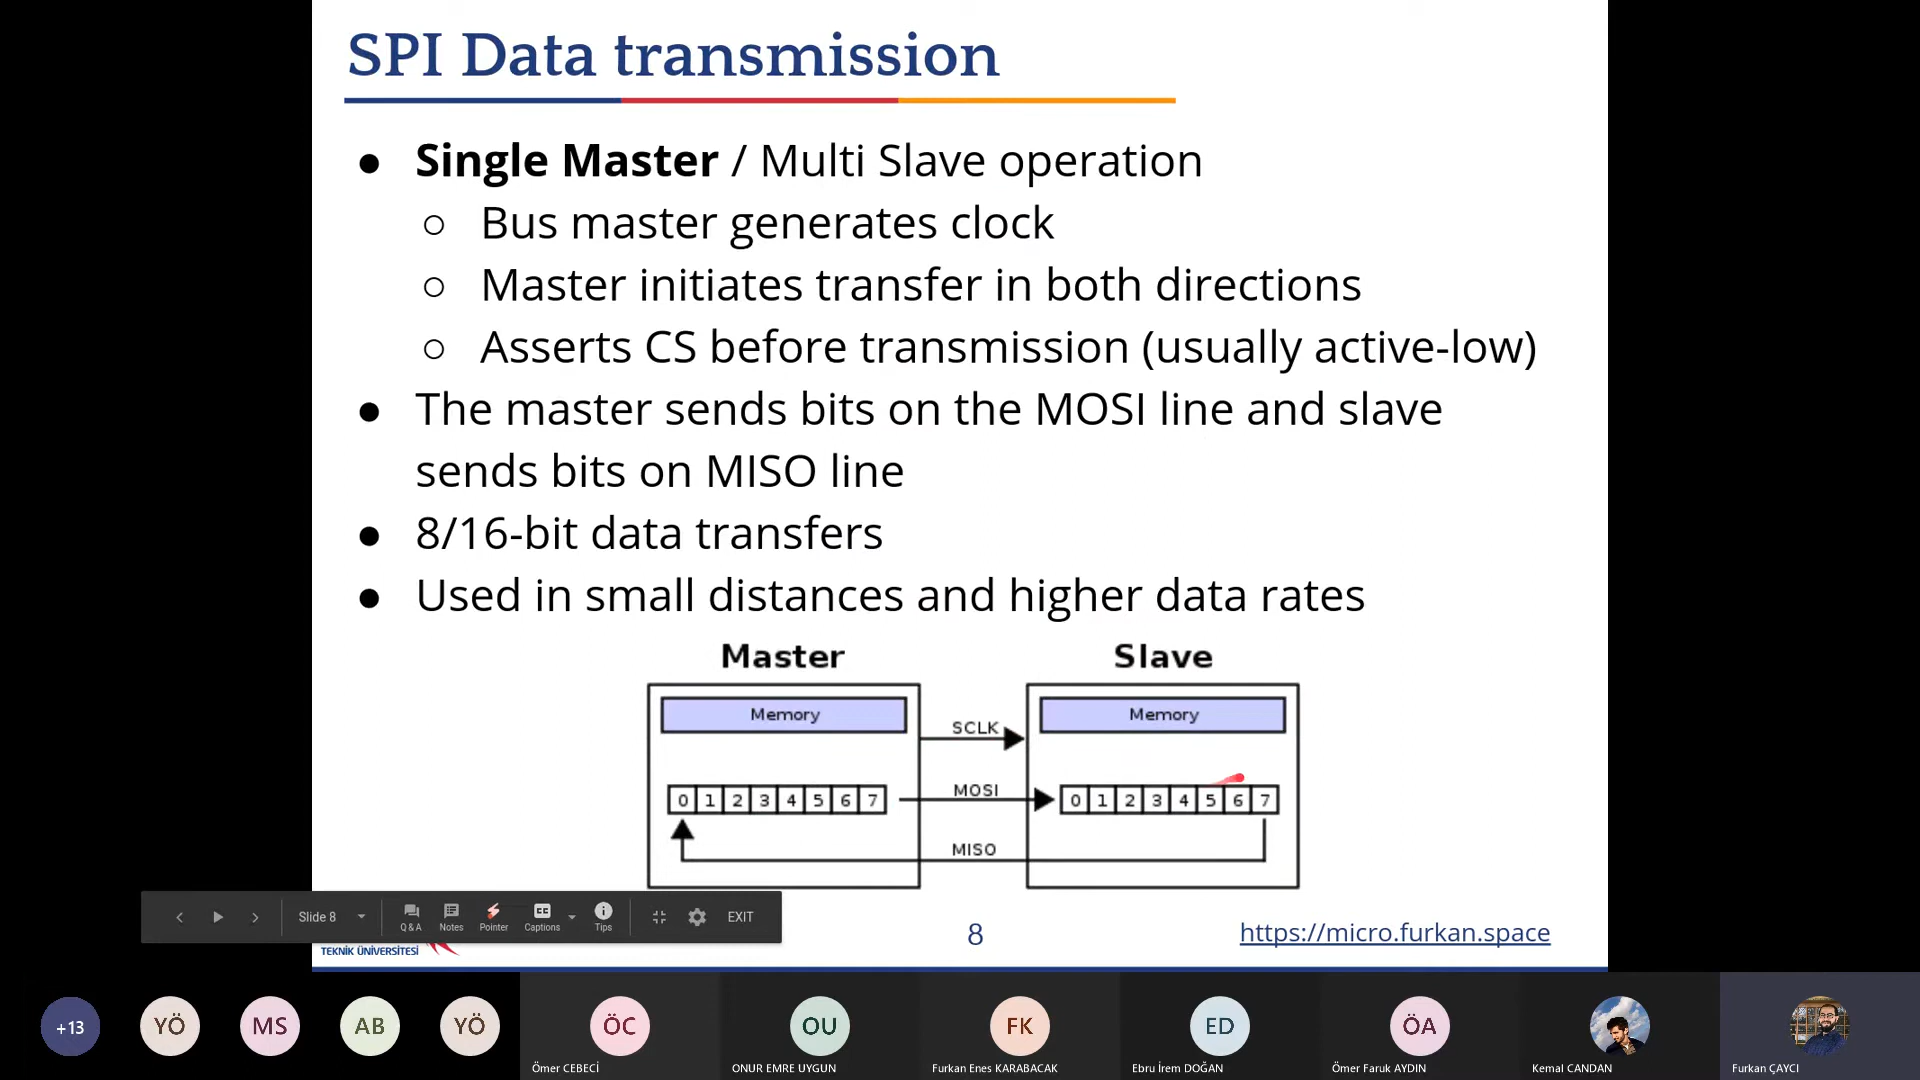 SPI Data transmission
● Single Master / Multi Slave operation
○ Bus master generates clock
○ Master initiates transfer in both directions
○ Asserts CS before transmission (usually active-low)
● The master sends bits on the MOSI line and slave
sends bits on MISO line
● 8/16-bit data transfers
● Used in small distances and higher data rates
Master Slave
Memory Memory
SCLK
0 1 2 3 4 5 6 7 MOSI 0 1 2 3 4 5 6 7
MISO
Slide 8 Q & A Notes Pointer CC Captions Tips EXIT
TEKNİK ÜNİVERSİTESİ
8
https://micro.furkan.space
+13 YÖ MS AB YÖ ÖC OU FK ED ÖA
Ömer CEBECİ ONUR EMRE UYGUN Furkan Enes KARABACAK Ebru İrem DOĞAN Ömer Faruk AYDIN Kemal CANDAN Furkan ÇAYCI